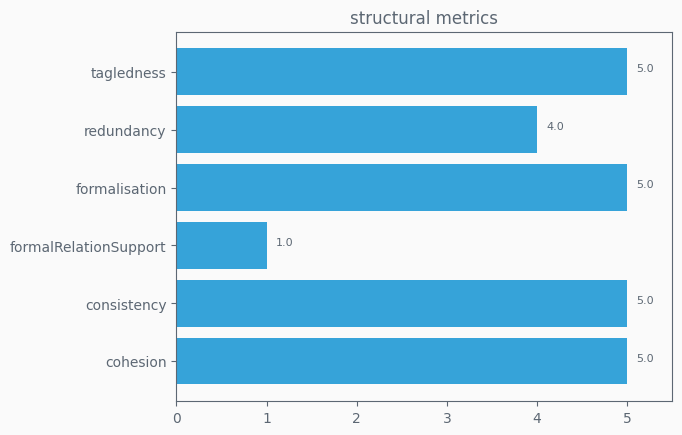 structural metrics
tagledness 5.0
redundancy 4.0
formalisation 5.0
formalRelationSupport 1.0
consistency 5.0
cohesion 5.0
0 1 2 3 4 5